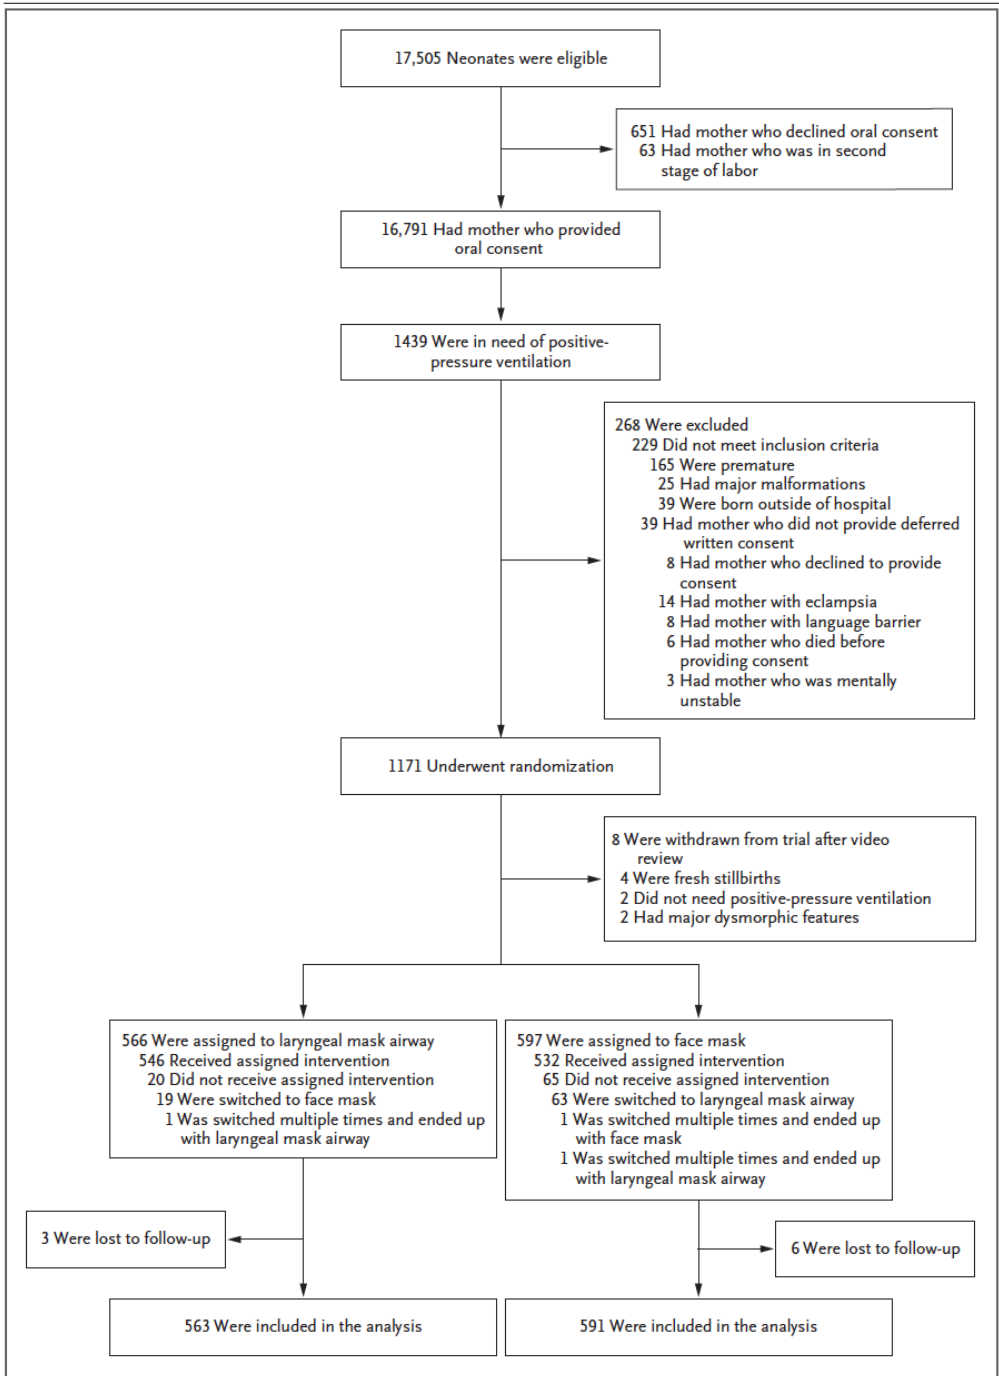 17,505 Neonates were eligible
651 Had mother who declined oral consent
63 Had mother who was in second
stage of labor
16,791 Had mother who provided
oral consent
1439 Were in need of positive-
pressure ventilation
268 Were excluded
229 Did not meet inclusion criteria
165 Were premature
25 Had major malformations
39 Were born outside of hospital
39 Had mother who did not provide deferred
written consent
8 Had mother who declined to provide
consent
14 Had mother with eclampsia
8 Had mother with language barrier
6 Had mother who died before
providing consent
3 Had mother who was mentally
unstable
1171 Underwent randomization
8 Were withdrawn from trial after video
review
4 Were fresh stillbirths
2 Did not need positive-pressure ventilation
2 Had major dysmorphic features
566 Were assigned to laryngeal mask airway
546 Received assigned intervention
20 Did not receive assigned intervention
19 Were switched to face mask
1 Was switched multiple times and ended up
with laryngeal mask airway
597 Were assigned to face mask
532 Received assigned intervention
65 Did not receive assigned intervention
63 Were switched to laryngeal mask airway
1 Was switched multiple times and ended up
with face mask
1 Was switched multiple times and ended up
with laryngeal mask airway
3 Were lost to follow-up
6 Were lost to follow-up
563 Were included in the analysis
591 Were included in the analysis